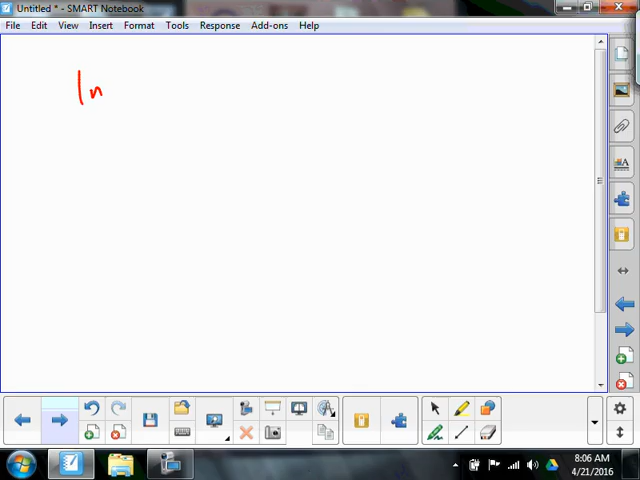 Untitled * - SMART Notebook
File Edit View Insert Format Tools Response Add-ons Help
ln
8:06 AM
4/21/2016